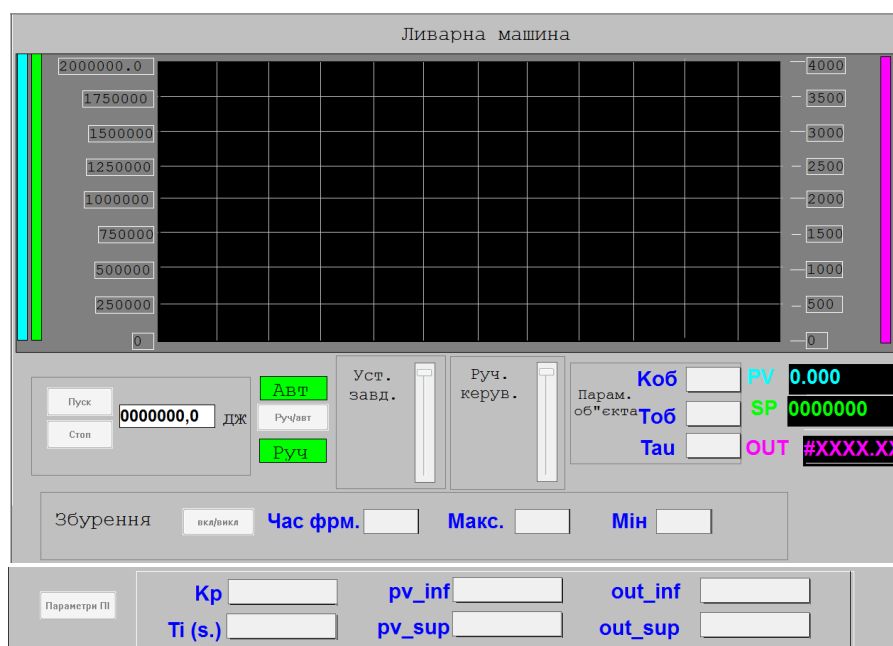 Ливарна машина
2000000.0
1750000
1500000
1250000
1000000
750000
500000
250000
0
4000
3500
3000
2500
2000
1500
1000
500
0
Пуск
Стоп
0000000,0 ДЖ
Авт
Руч/авт
Руч
Уст.
завд.
Руч.
керув.
Парам.
об"єкта
Коб
Тоб
Tau
PV 0.000
SP 0000000
OUT #XXXX.XX
Збурення вкл/викл Час фрм. Макс. Мін
Параметри ПІ
Кр pv_inf out_inf
Ti (s.) pv_sup out_sup